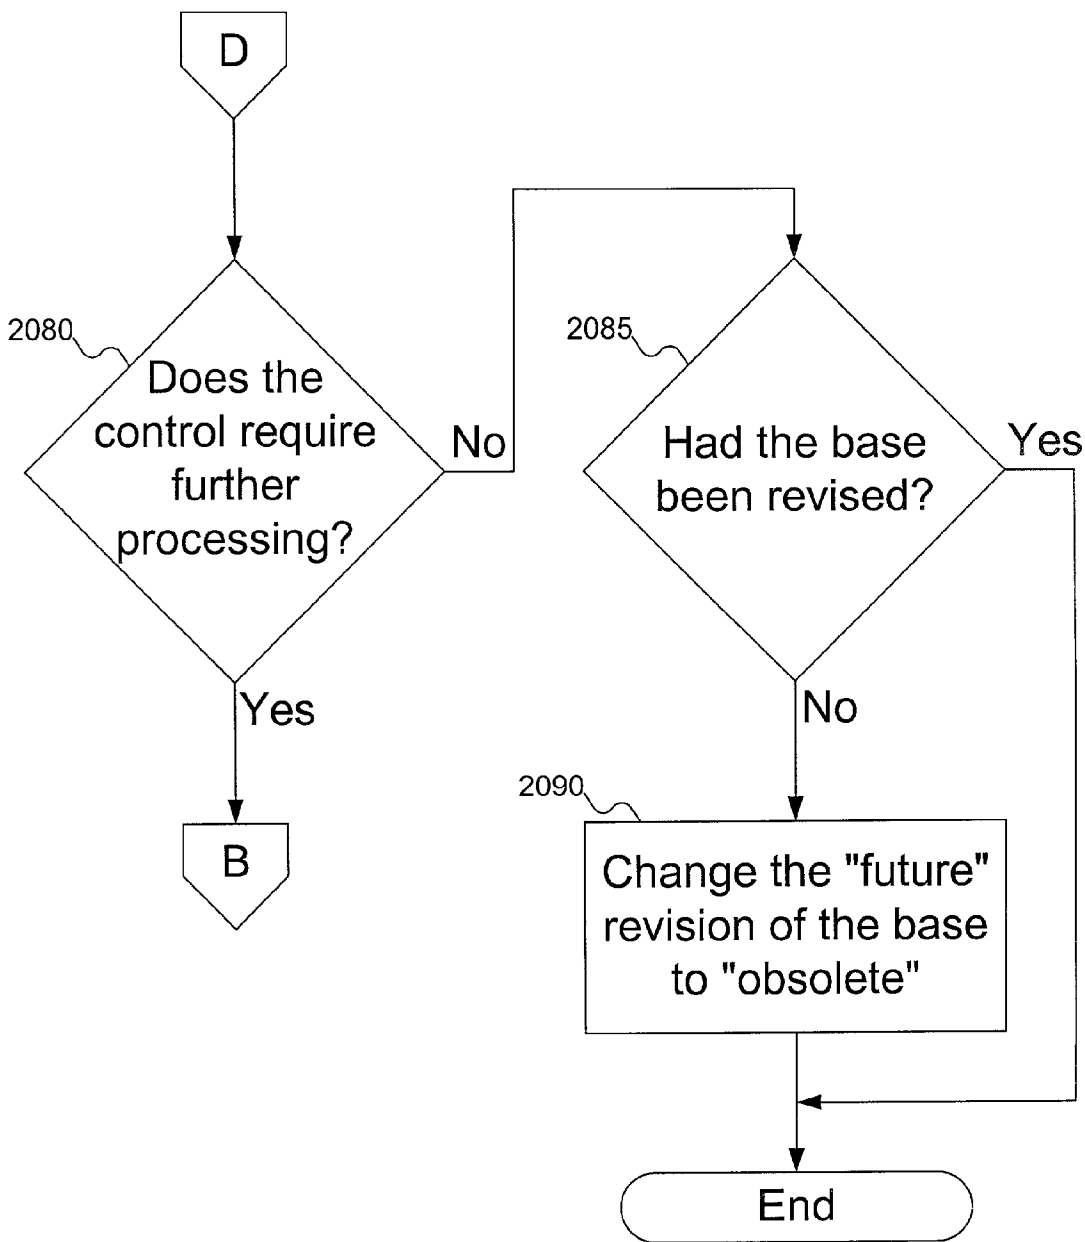 D
2080
Does the
control require
further
processing?
No
Yes
B
2085
Had the base
been revised?
Yes
No
2090
Change the "future"
revision of the base
to "obsolete"
End